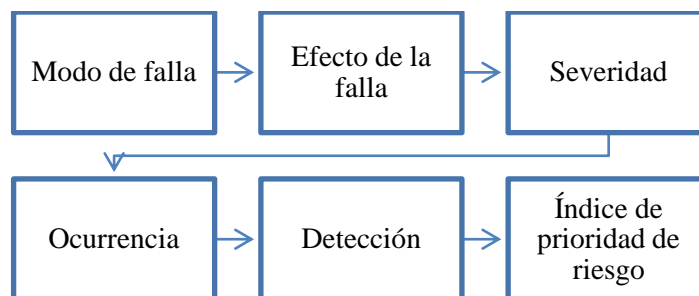 Modo de falla
Efecto de la
falla
Severidad
Ocurrencia
Detección
Índice de
prioridad de
riesgo